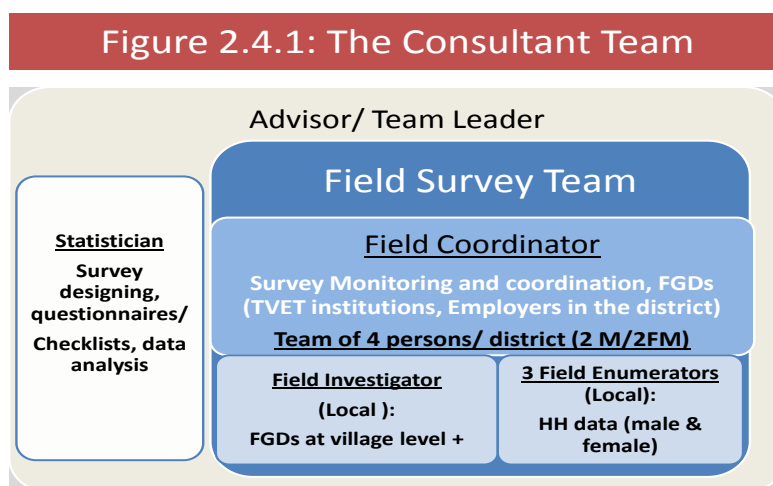 Figure 2.4.1: The Consultant Team
Advisor/ Team Leader
Statistician
Survey
designing,
questionnaires/
Checklists, data
analysis
Field Survey Team
Field Coordinator
Survey Monitoring and coordination, FGDs
(TVET institutions, Employers in the district)
Team of 4 persons/ district (2 M/2FM)
Field Investigator
(Local ):
FGDs at village level +
3 Field Enumerators
(Local):
HH data (male &
female)